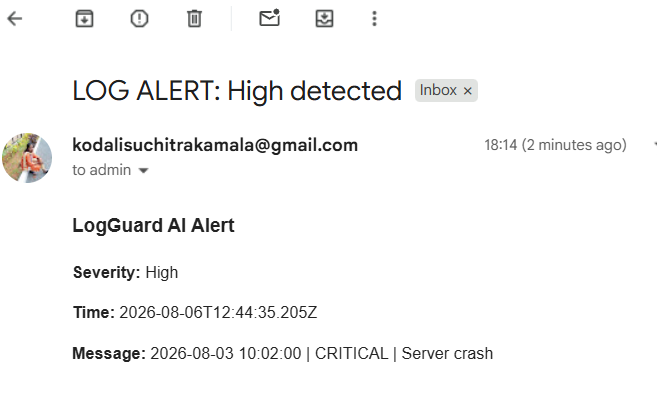 LOG ALERT: High detected Inbox ×
kodalisuchitrakamala@gmail.com 18:14 (2 minutes ago)
to admin
LogGuard AI Alert
Severity: High
Time: 2026-08-06T12:44:35.205Z
Message: 2026-08-03 10:02:00 | CRITICAL | Server crash